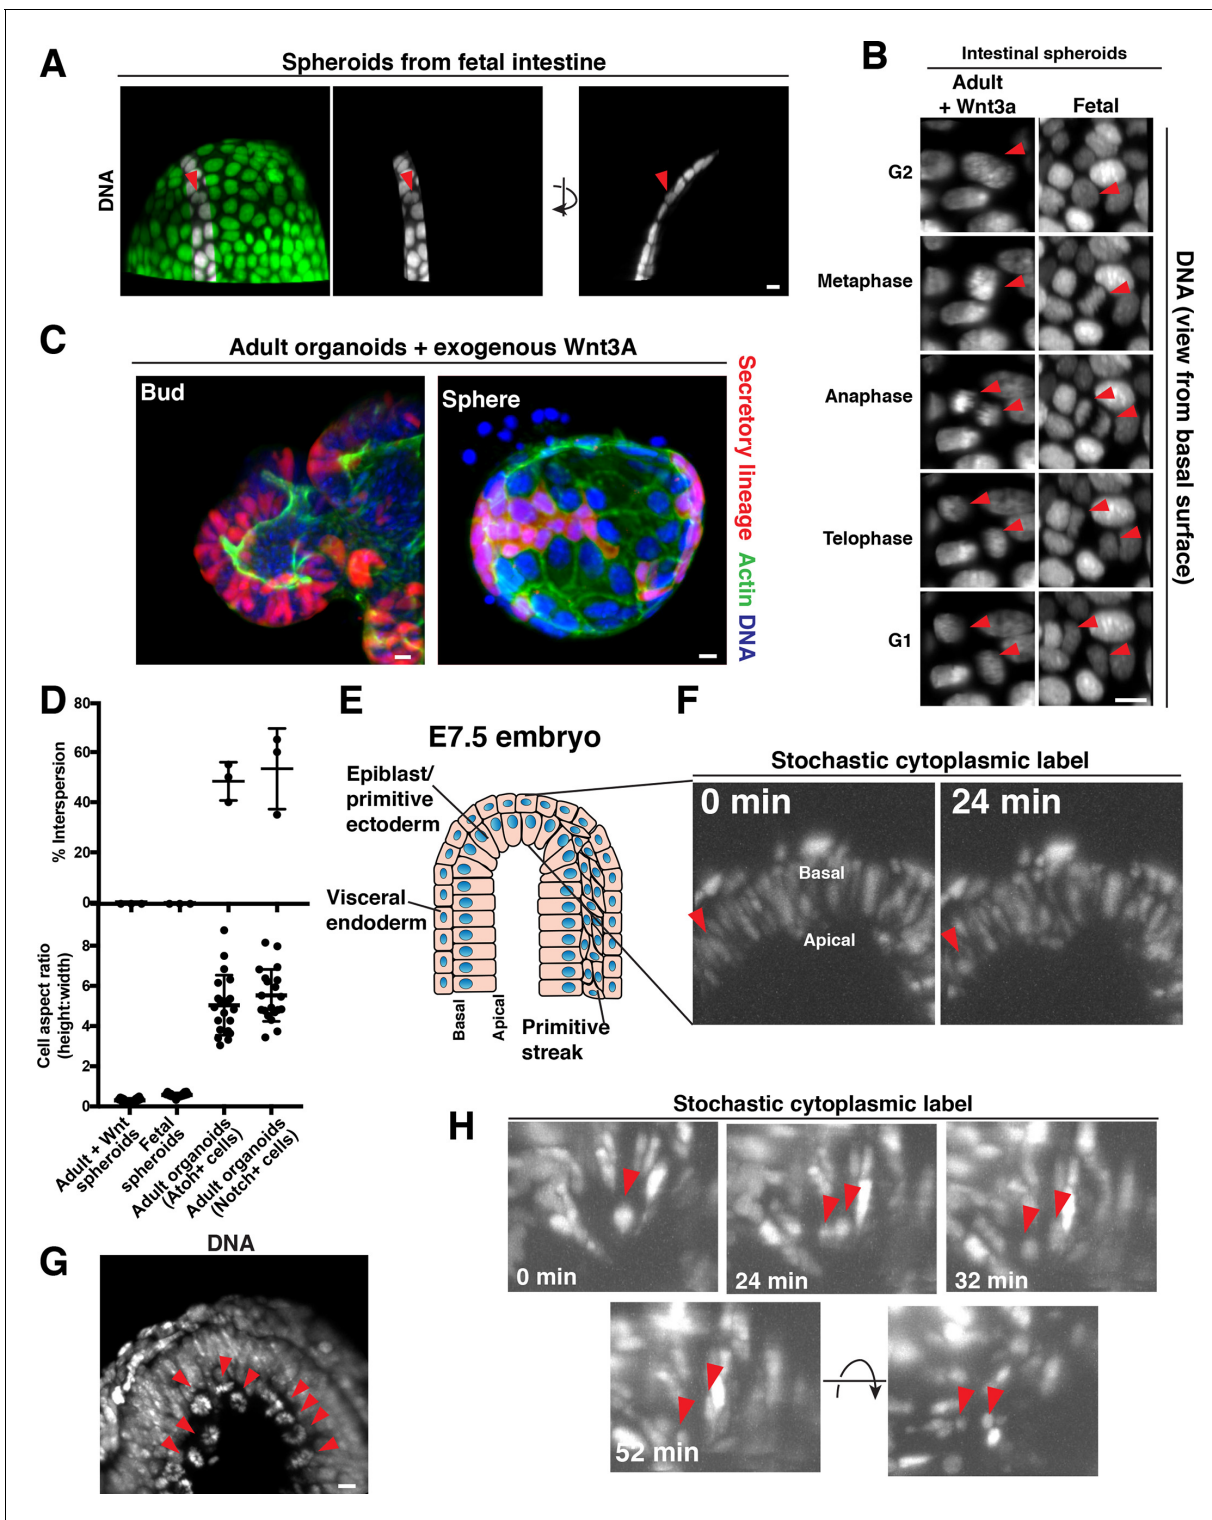 A
Spheroids from fetal intestine
DNA
B
Intestinal spheroids
Adult
+ Wnt3a
Fetal
G2
Metaphase
Anaphase
Telophase
G1
DNA (view from basal surface)
C
Adult organoids + exogenous Wnt3A
Bud
Sphere
Secretory lineage Actin DNA
D
80
60
40
20
0
% Interspersion
8
6
4
2
0
Cell aspect ratio
(height:width)
Adult + Wnt
spheroids
Fetal
spheroids
Adult organoids
(Atoh+ cells)
Adult organoids
(Notch+ cells)
E
E7.5 embryo
Epiblast/
primitive
ectoderm
Visceral
endoderm
Basal
Apical
Primitive
streak
F
Stochastic cytoplasmic label
0 min
24 min
Basal
Apical
G
DNA
H
Stochastic cytoplasmic label
0 min
24 min
32 min
52 min